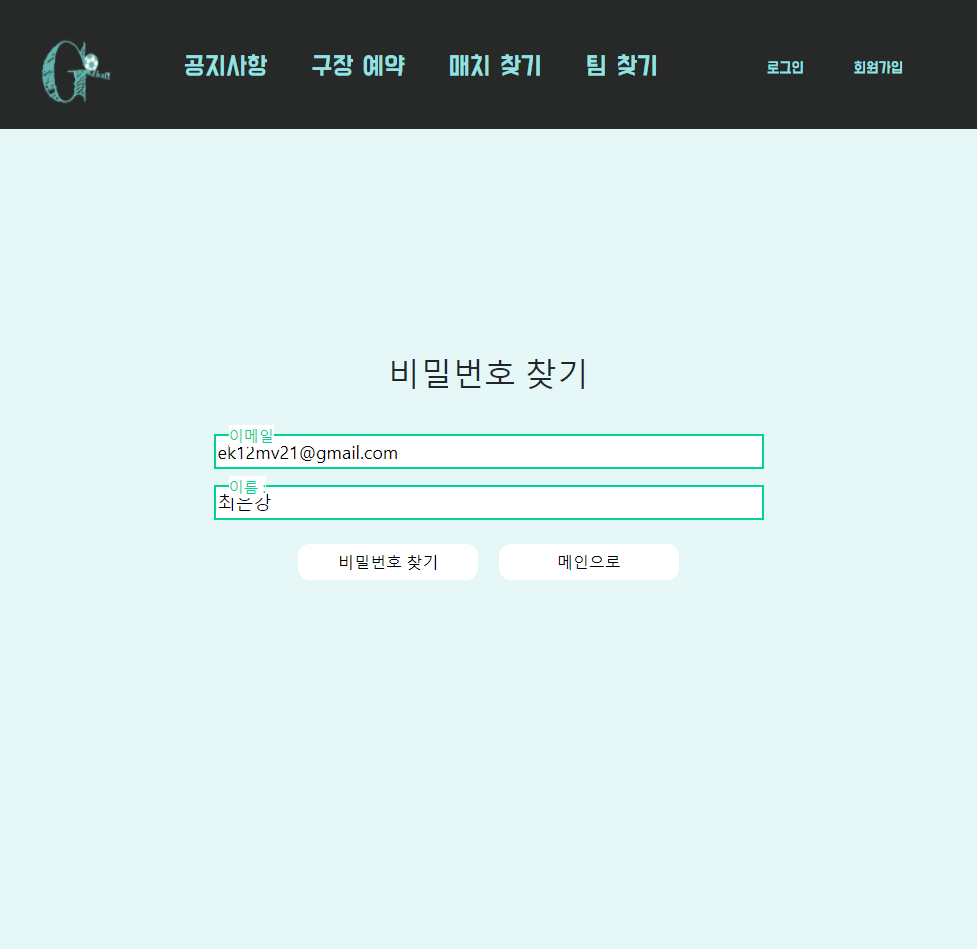 공지사항 구장 예약 매치 찾기 팀 찾기 로그인 회원가입
비밀번호 찾기
이메일
ek12mv21@gmail.com
이름 :
최은강
비밀번호 찾기 메인으로